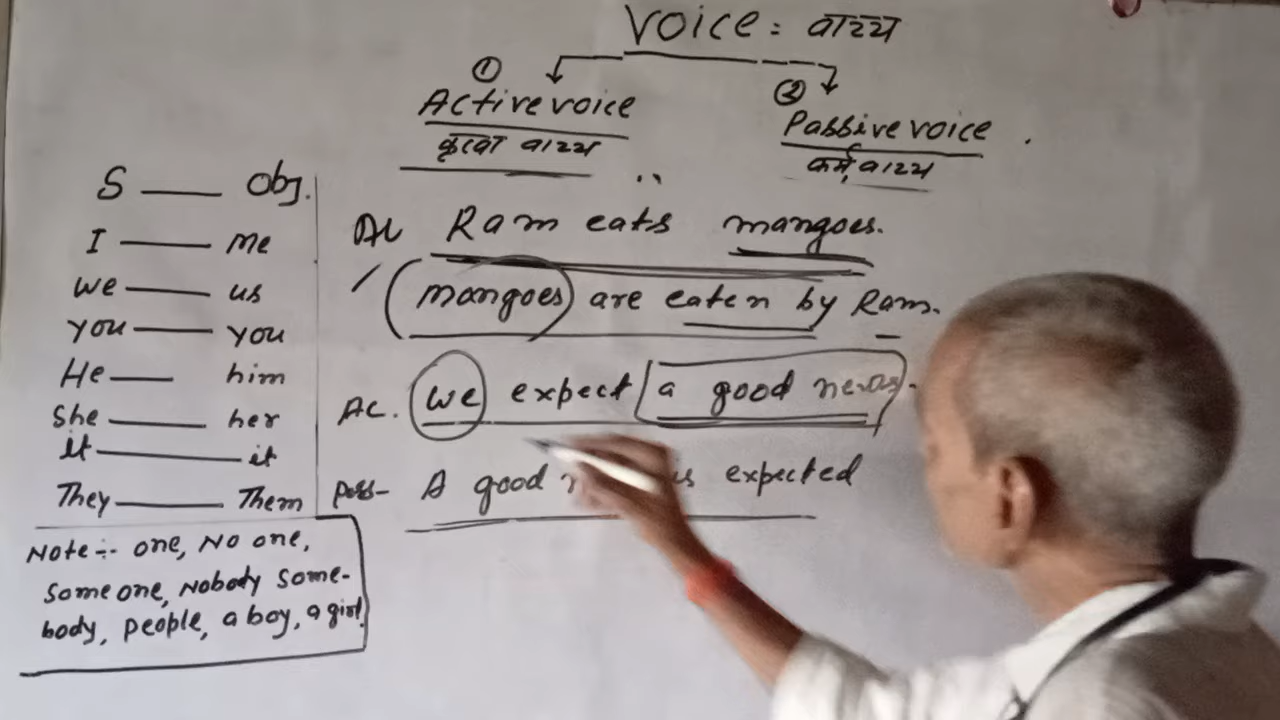 Voice = वाच्य
① ②
Active voice
Passive voice.
वाच्य
कर्म, वाच्य
S — Obj.
I — me
we — us
you — you
He — him
she — her
it — it
They — Them
Note :- one, No one,
Some one, Nobody Some-
body, people, a boy, a girl
Ram eats mangoes.
mangoes are eaten by Ram.
AC. we expect a good news.
Pass- A good is expected